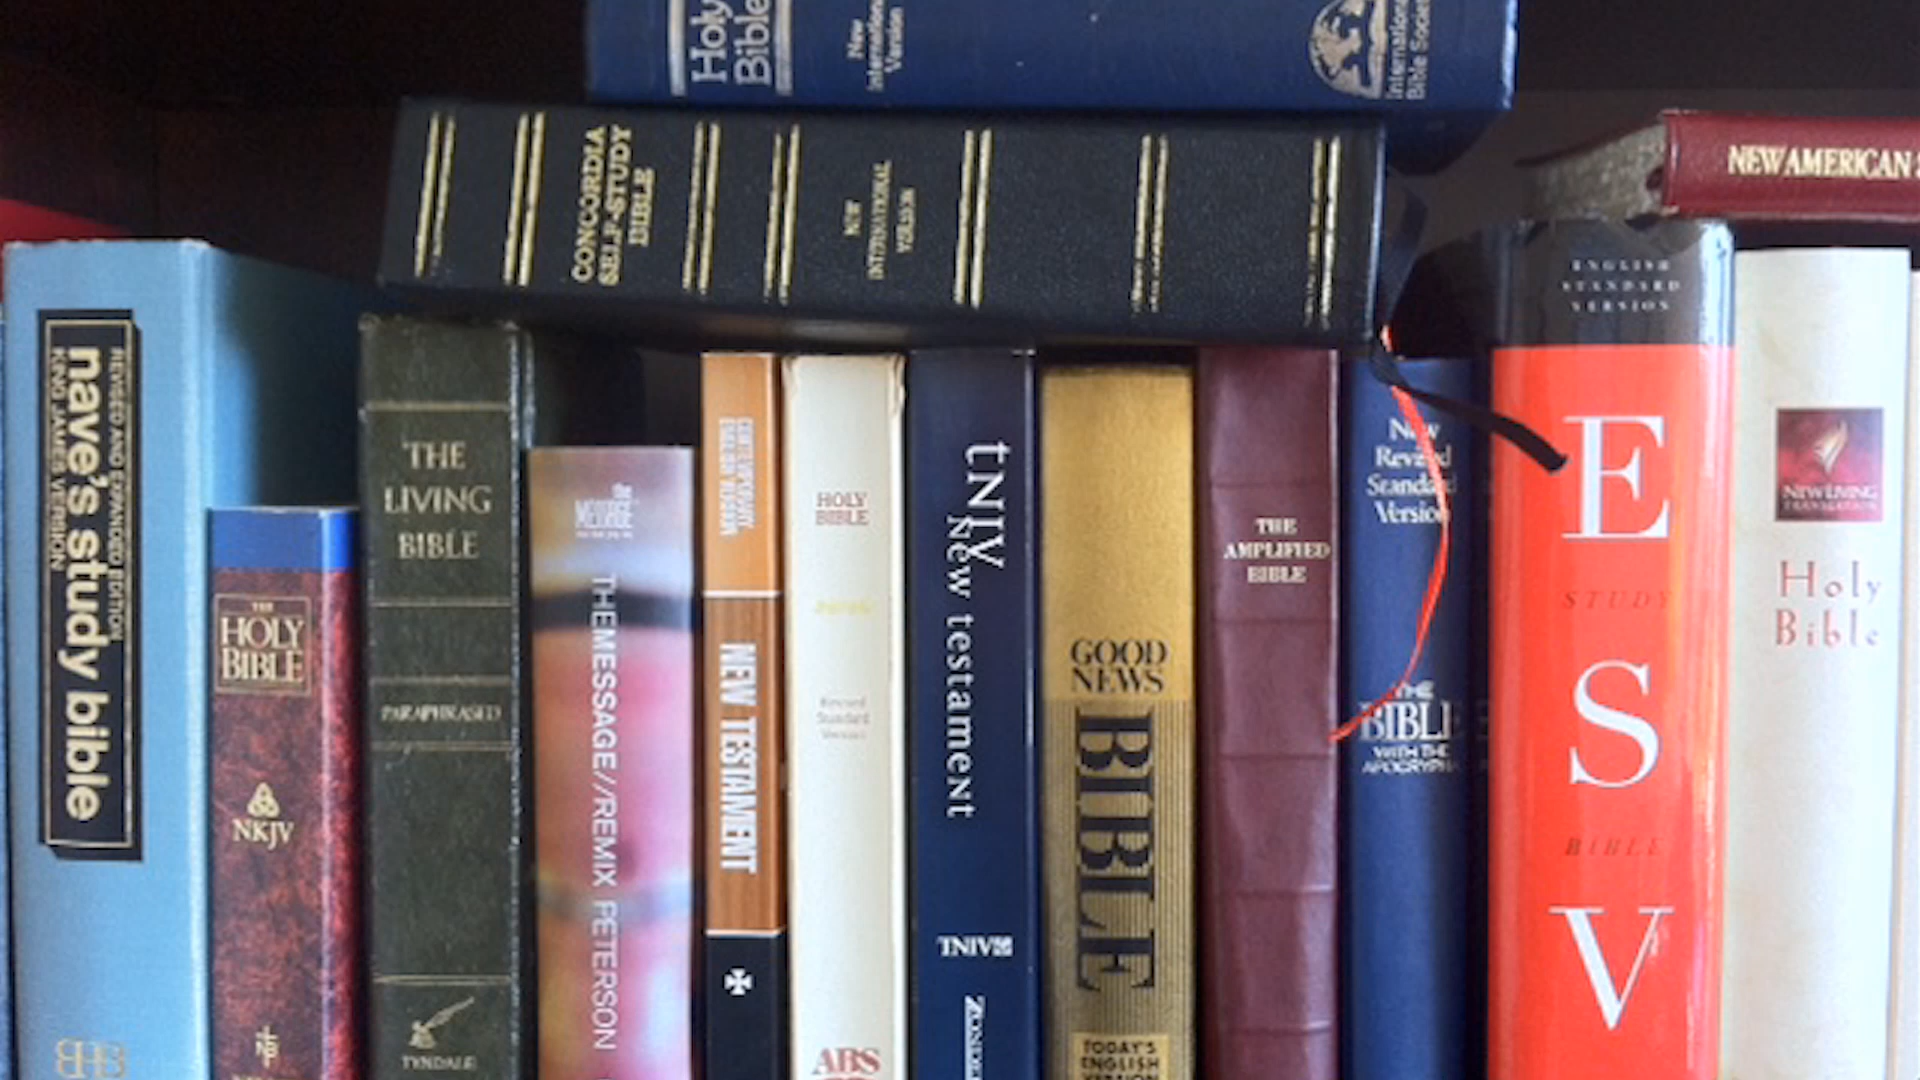 Holy
Bible
New
International
Version
International
Bible Society
CONCORDIA
SELF-STUDY
BIBLE
NEW
INTERNATIONAL
VERSION
NEW AMERICAN
REVISED AND EXPANDED EDITION
nave's study bible
KING JAMES VERSION
THE
HOLY
BIBLE
NKJV
THE
LIVING
BIBLE
PARAPHRASED
TYNDALE
THE MESSAGE//REMIX PETERSON
CONTEMPORARY
ENGLISH VERSION
NEW TESTAMENT
HOLY
BIBLE
Revised
Standard
Version
ABS
tNIV
New testament
TNIV
GOOD
NEWS
BIBLE
TODAY'S
ENGLISH
VERSION
THE
AMPLIFIED
BIBLE
New
Revised
Standard
Version
THE
BIBLE
WITH THE
APOCRYPHA
ENGLISH
STANDARD
VERSION
E
STUDY
S
BIBLE
V
NEW LIVING
TRANSLATION
Holy
Bible